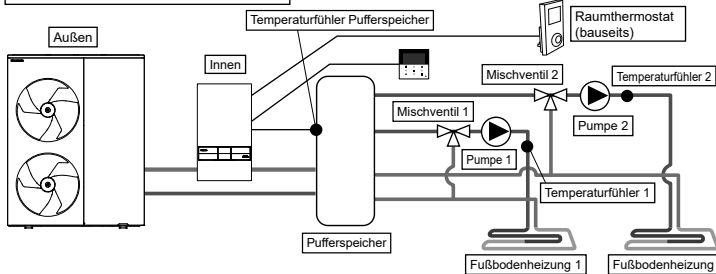 Temperaturfühler Pufferspeicher
Raumthermostat
(bauseits)
Außen
Innen
Mischventil 2
Temperaturfühler 2
Mischventil 1
Pumpe 2
Pumpe 1
Temperaturfühler 1
Pufferspeicher
Fußbodenheizung 1
Fußbodenheizung